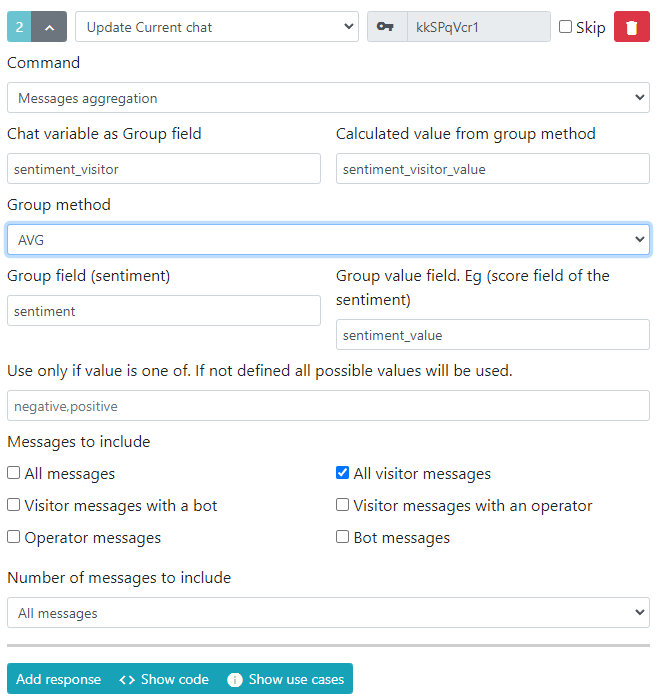 2 Update Current chat kkSPqVcr1 Skip
Command
Messages aggregation
Chat variable as Group field Calculated value from group method
sentiment_visitor sentiment_visitor_value
Group method
AVG
Group field (sentiment) Group value field. Eg (score field of the
sentiment)
sentiment sentiment_value
Use only if value is one of. If not defined all possible values will be used.
negative,positive
Messages to include
All messages All visitor messages
Visitor messages with a bot Visitor messages with an operator
Operator messages Bot messages
Number of messages to include
All messages
Add response <> Show code Show use cases